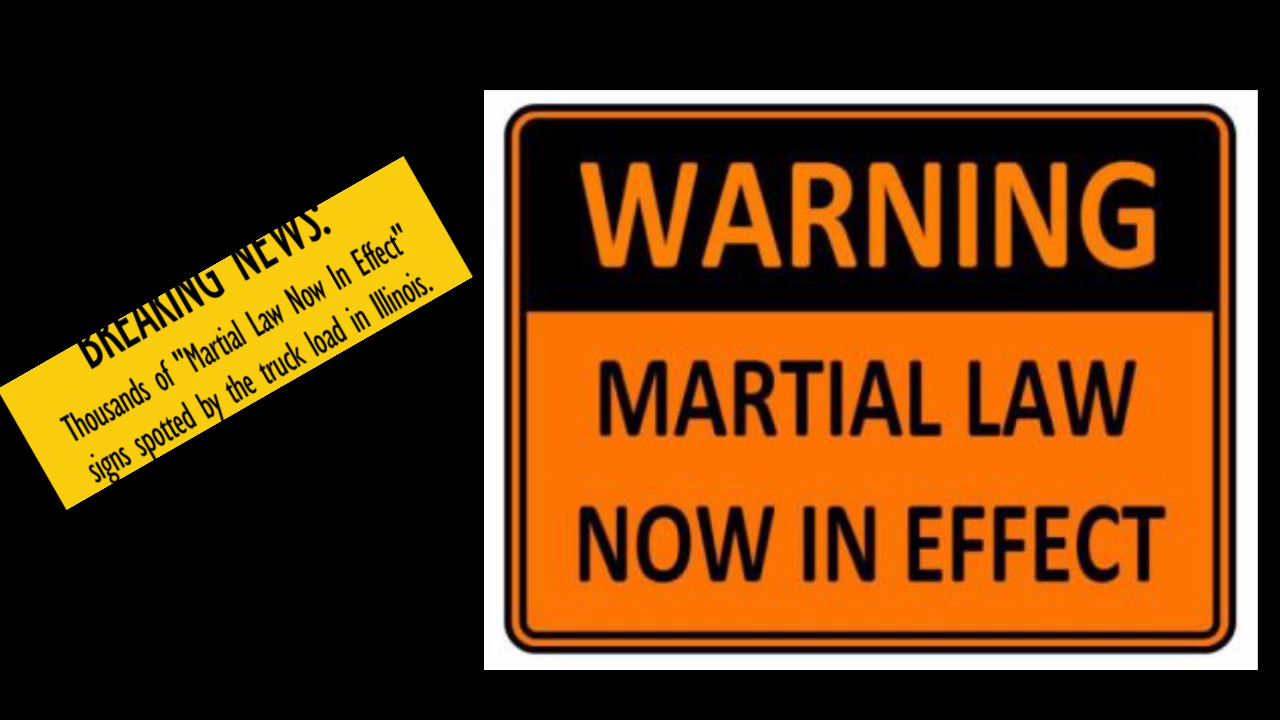 BREAKING NEWS:
Thousands of "Martial Law Now In Effect"
signs spotted by the truck load in Illinois.
WARNING
MARTIAL LAW
NOW IN EFFECT